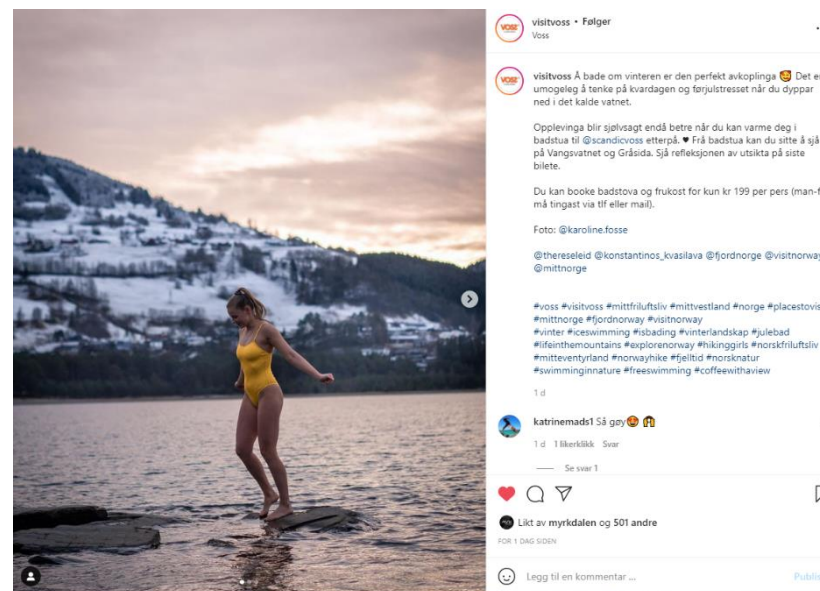 visitvoss • Følger
Voss
visitvoss Å bade om vinteren er den perfekt avkoplinga 🥰 Det e
umogeleg å tenke på kvardagen og førjulstresset når du dyppar
ned i det kalde vatnet.
Opplevinga blir sjølvsagt endå betre når du kan varme deg i
badstua til @scandicvoss etterpå. ♥ Frå badstua kan du sitte å sjå
på Vangsvatnet og Gråsida. Sjå refleksjonen av utsikta på siste
bilete.
Du kan booke badstova og frukost for kun kr 199 per pers (man-f
må tingast via tlf eller mail).
Foto: @karoline.fosse
@thereseleid @konstantinos_kvasilava @fjordnorge @visitnorway
@mittnorge
#voss #visitvoss #mittfriluftsliv #mittvestland #norge #placestovis
#mittnorge #fjordnorway #visitnorway
#vinter #iceswimming #isbading #vinterlandskap #julebad
#lifeinthemountains #explorenorway #hikinggirls #norskfriluftsliv
#mitteventyrland #norwayhike #fjelltid #norsknatur
#swimminginnature #freeswimming #coffeewithaview
1 d
katrinemads1 Så gøy😍 🙌
1 d 1 likerklikk Svar
Se svar 1
Likt av myrkdalen og 501 andre
FOR 1 DAG SIDEN
Legg til en kommentar ...
Publis